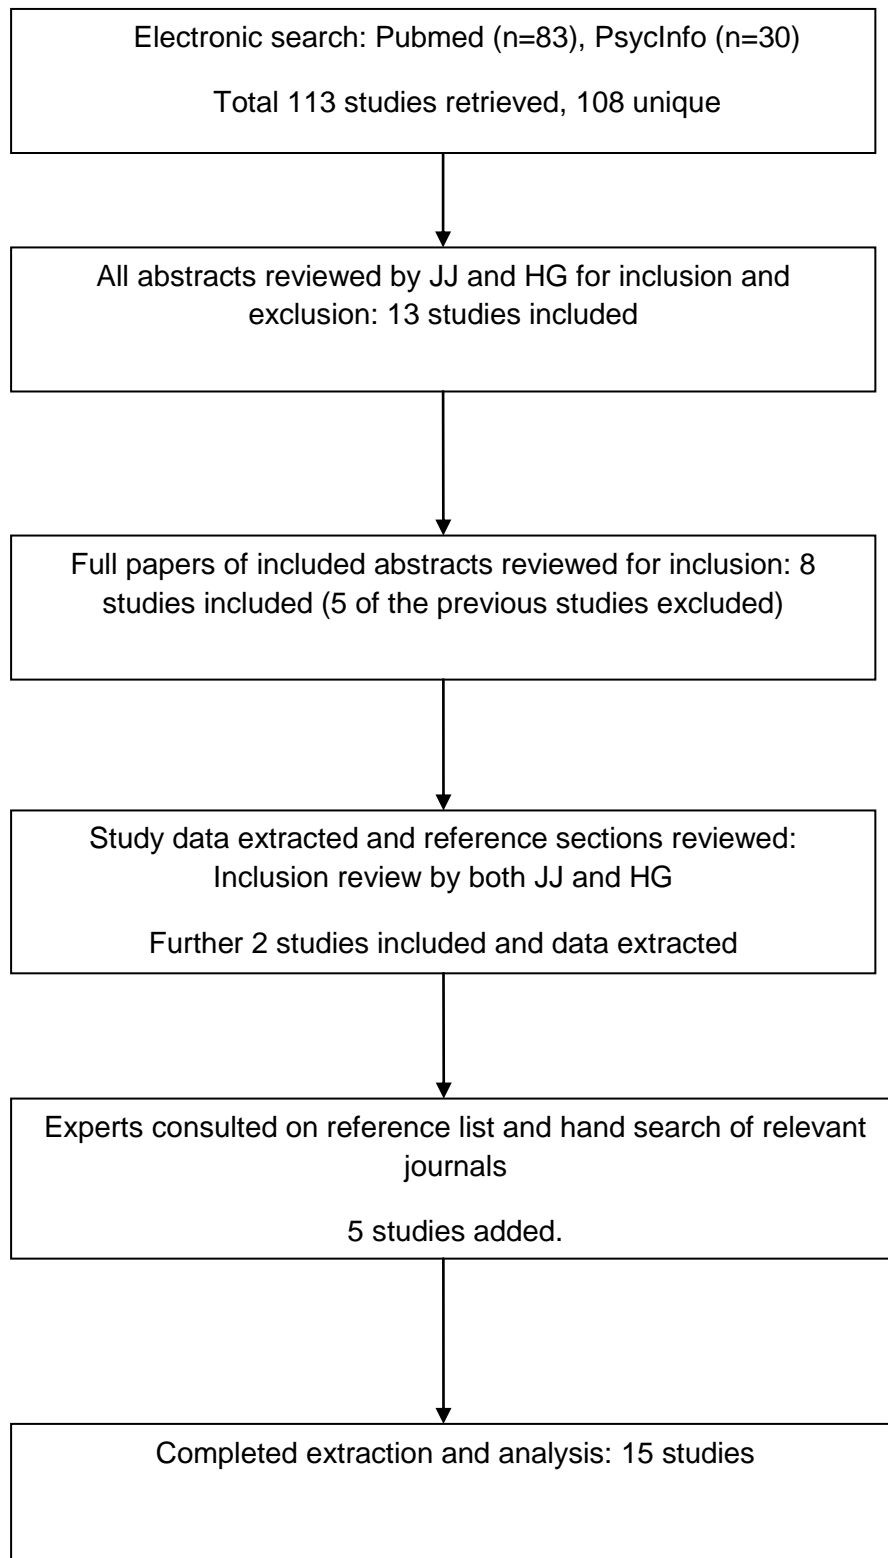 Electronic search: Pubmed (n=83), PsycInfo (n=30)
Total 113 studies retrieved, 108 unique
All abstracts reviewed by JJ and HG for inclusion and
exclusion: 13 studies included
Full papers of included abstracts reviewed for inclusion: 8
studies included (5 of the previous studies excluded)
Study data extracted and reference sections reviewed:
Inclusion review by both JJ and HG
Further 2 studies included and data extracted
Experts consulted on reference list and hand search of relevant
journals
5 studies added.
Completed extraction and analysis: 15 studies